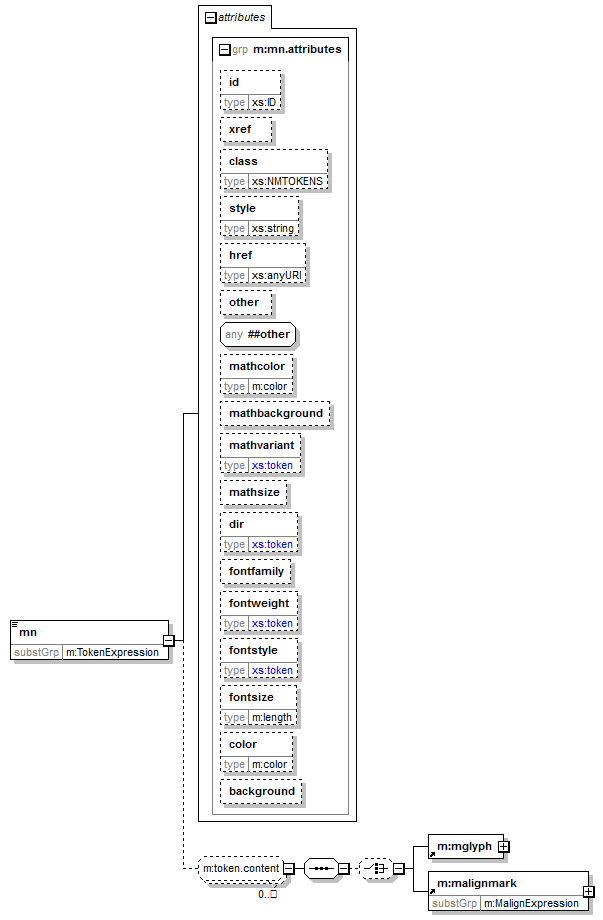 attributes
grp m:mn.attributes
id
type xs:ID
xref
class
type xs:NMTOKENS
style
type xs:string
href
type xs:anyURI
other
any ##other
mathcolor
type m:color
mathbackground
mathvariant
type xs:token
mathsize
dir
type xs:token
fontfamily
fontweight
type xs:token
fontstyle
type xs:token
fontsize
type m:length
color
type m:color
background
mn
substGrp m:TokenExpression
m:token.content
0..
m:mglyph
m:malignmark
substGrp m:MalignExpression